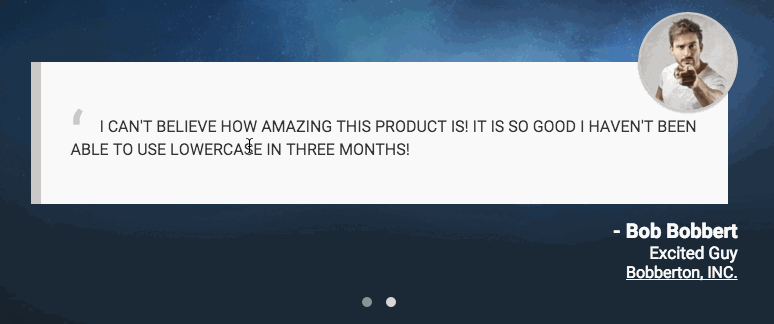 ‘ I CAN'T BELIEVE HOW AMAZING THIS PRODUCT IS! IT IS SO GOOD I HAVEN'T BEEN
ABLE TO USE LOWERCASE IN THREE MONTHS!
- Bob Bobbert
Excited Guy
Bobberton, INC.